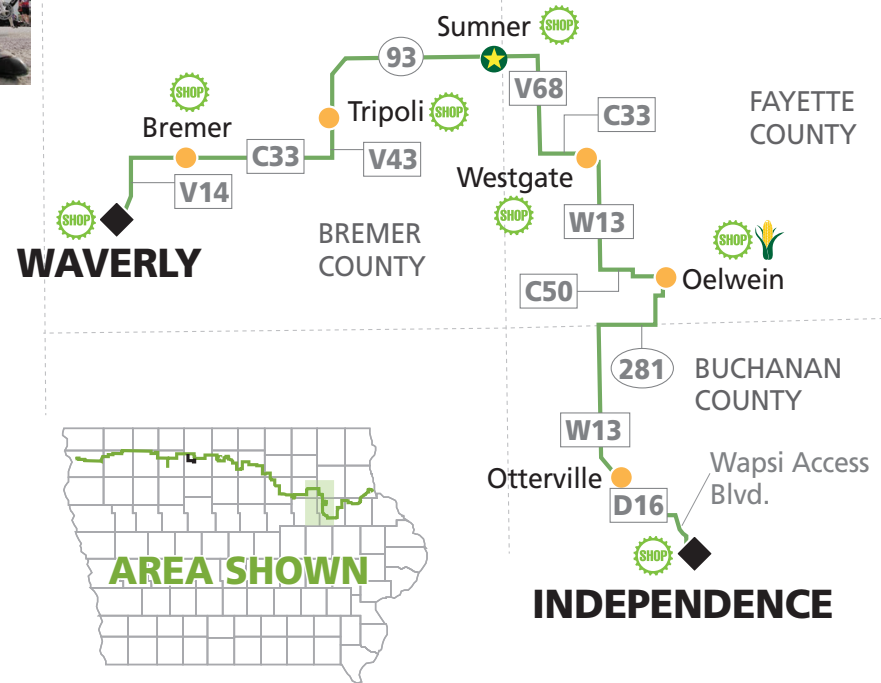 Sumner
SHOP
93
V68
SHOP
Bremer
Tripoli
SHOP
C33
FAYETTE
COUNTY
C33
V43
Westgate
V14
SHOP
SHOP
W13
WAVERLY
BREMER
COUNTY
SHOP
Oelwein
C50
281
BUCHANAN
COUNTY
W13
Otterville
Wapsi Access
Blvd.
D16
SHOP
AREA SHOWN
INDEPENDENCE